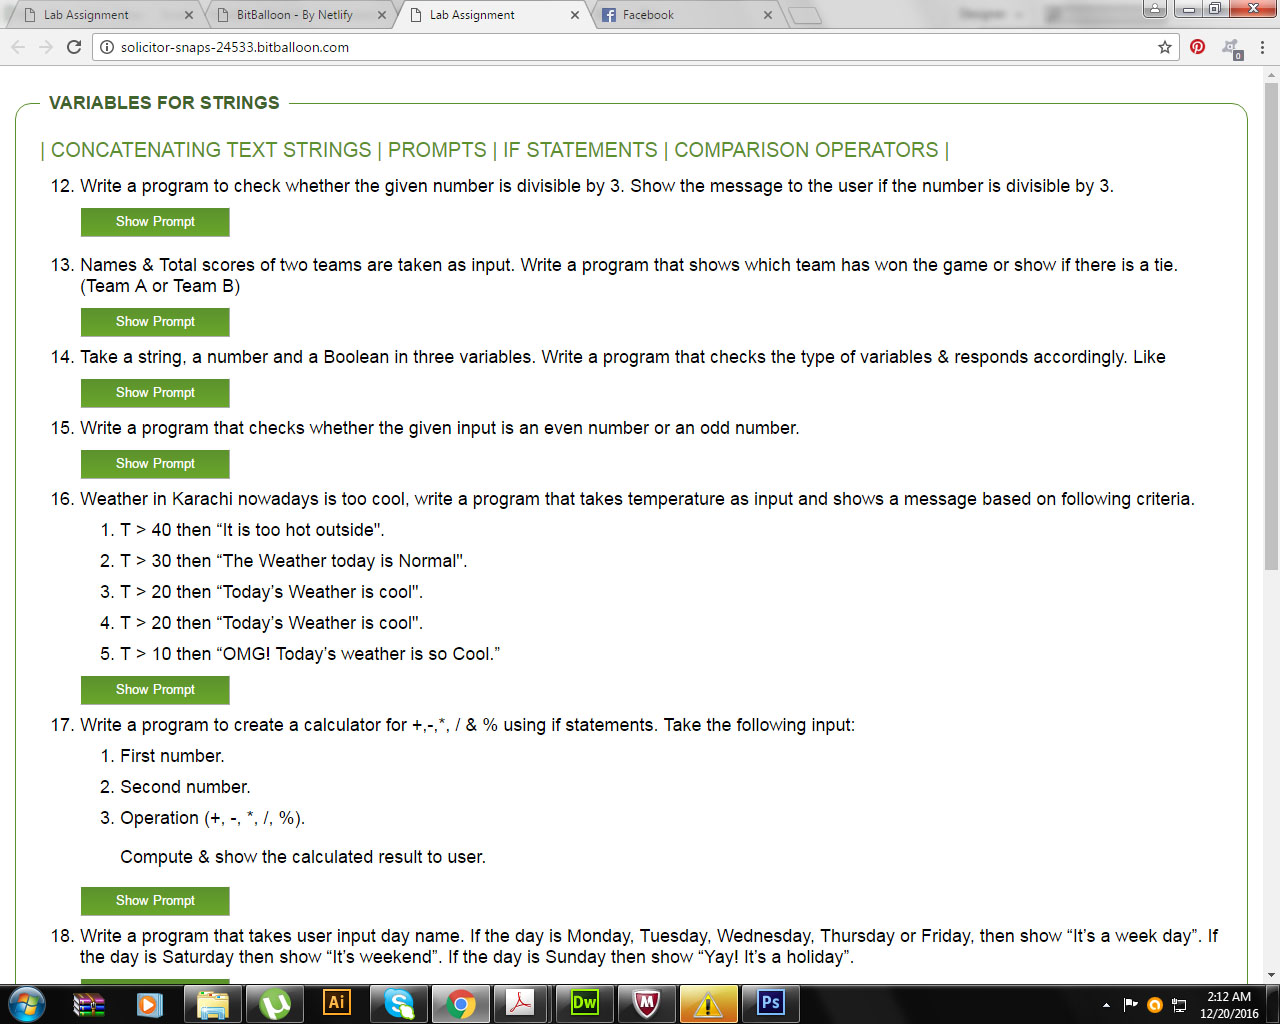 Lab Assignment
BitBalloon - By Netlify
Lab Assignment
Facebook
solicitor-snaps-24533.bitballoon.com
0
VARIABLES FOR STRINGS
| CONCATENATING TEXT STRINGS | PROMPTS | IF STATEMENTS | COMPARISON OPERATORS |
12. Write a program to check whether the given number is divisible by 3. Show the message to the user if the number is divisible by 3.
Show Prompt
13. Names & Total scores of two teams are taken as input. Write a program that shows which team has won the game or show if there is a tie.
(Team A or Team B)
Show Prompt
14. Take a string, a number and a Boolean in three variables. Write a program that checks the type of variables & responds accordingly. Like
Show Prompt
15. Write a program that checks whether the given input is an even number or an odd number.
Show Prompt
16. Weather in Karachi nowadays is too cool, write a program that takes temperature as input and shows a message based on following criteria.
1. T > 40 then “It is too hot outside".
2. T > 30 then “The Weather today is Normal".
3. T > 20 then “Today’s Weather is cool".
4. T > 20 then “Today’s Weather is cool".
5. T > 10 then “OMG! Today’s weather is so Cool.”
Show Prompt
17. Write a program to create a calculator for +,-,*, / & % using if statements. Take the following input:
1. First number.
2. Second number.
3. Operation (+, -, *, /, %).
Compute & show the calculated result to user.
Show Prompt
18. Write a program that takes user input day name. If the day is Monday, Tuesday, Wednesday, Thursday or Friday, then show “It’s a week day”. If
the day is Saturday then show “It’s weekend”. If the day is Sunday then show “Yay! It’s a holiday”.
Ai
Dw
Ps
2:12 AM
12/20/2016